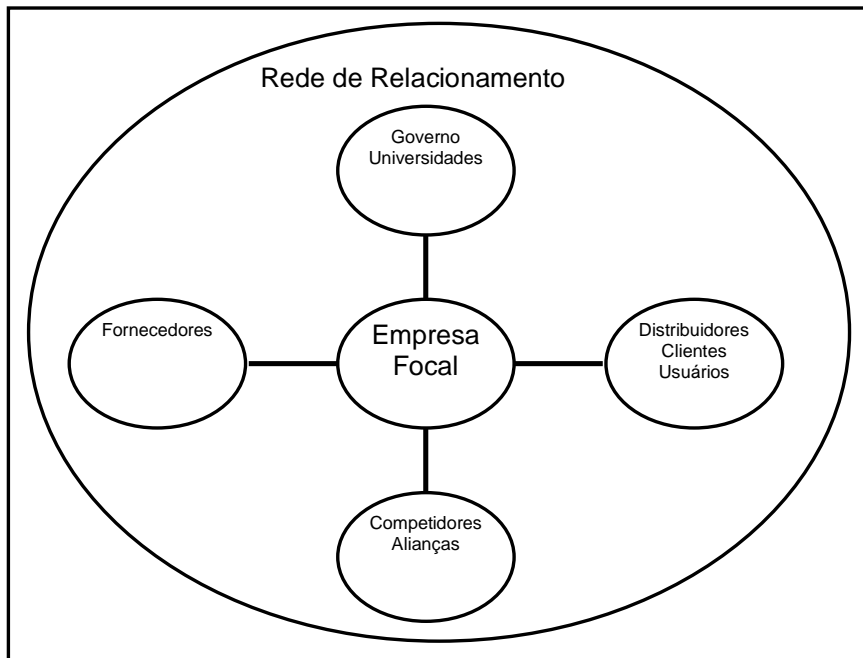 Rede de Relacionamento
Governo
Universidades
Fornecedores
Empresa
Focal
Distribuidores
Clientes
Usuários
Competidores
Alianças